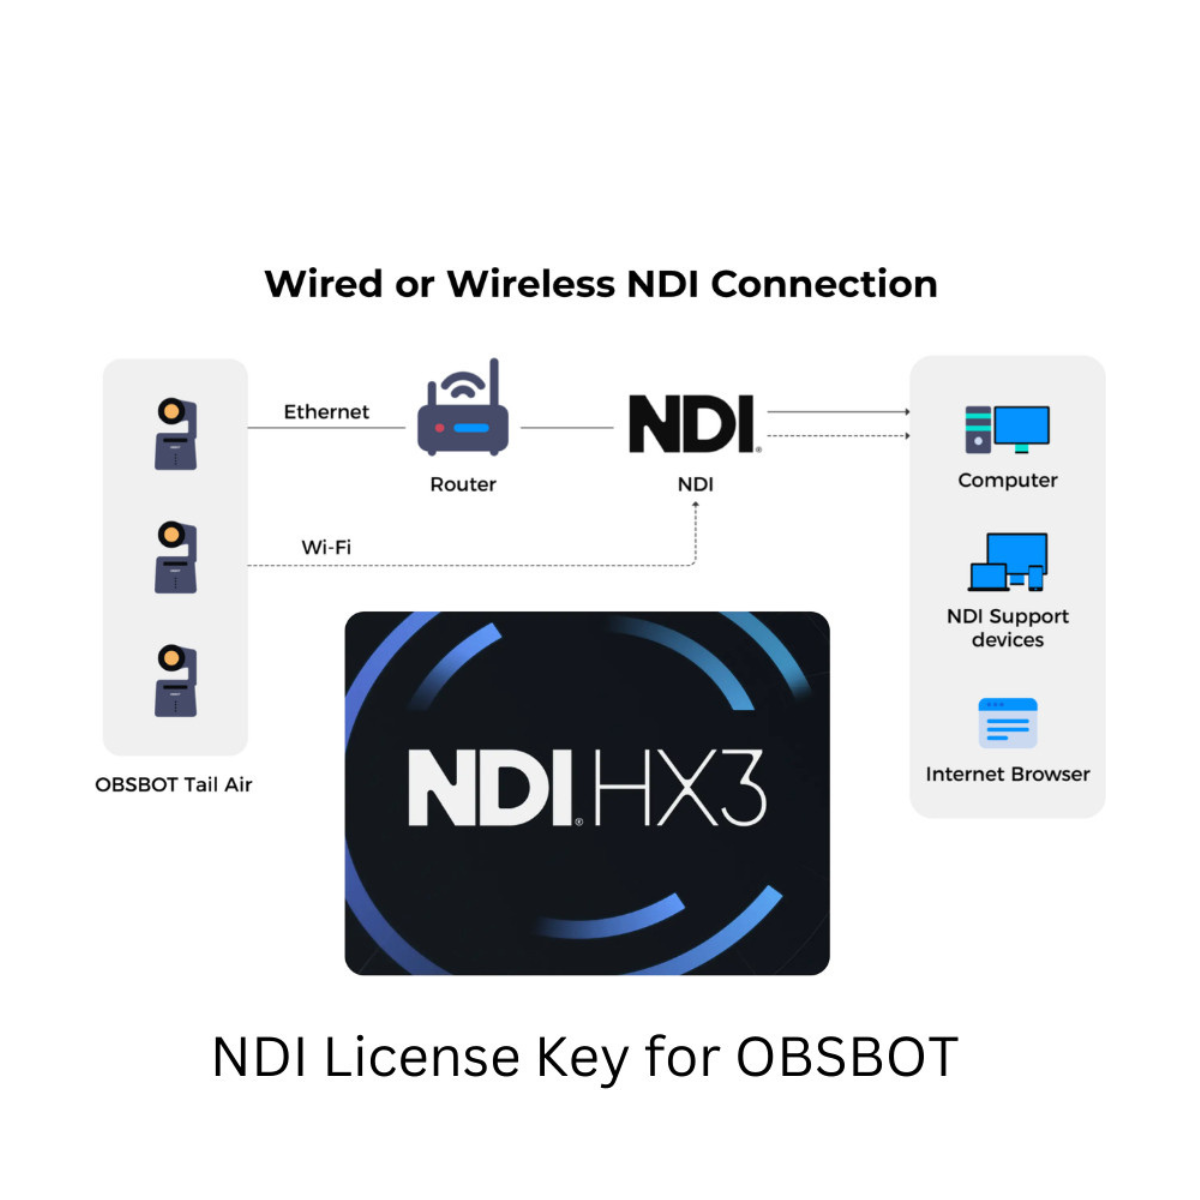 Wired or Wireless NDI Connection
Ethernet
Router
NDI®
NDI
Wi-Fi
OBSBOT Tail Air
Computer
NDI Support
devices
Internet Browser
NDI® HX3
NDI License Key for OBSBOT